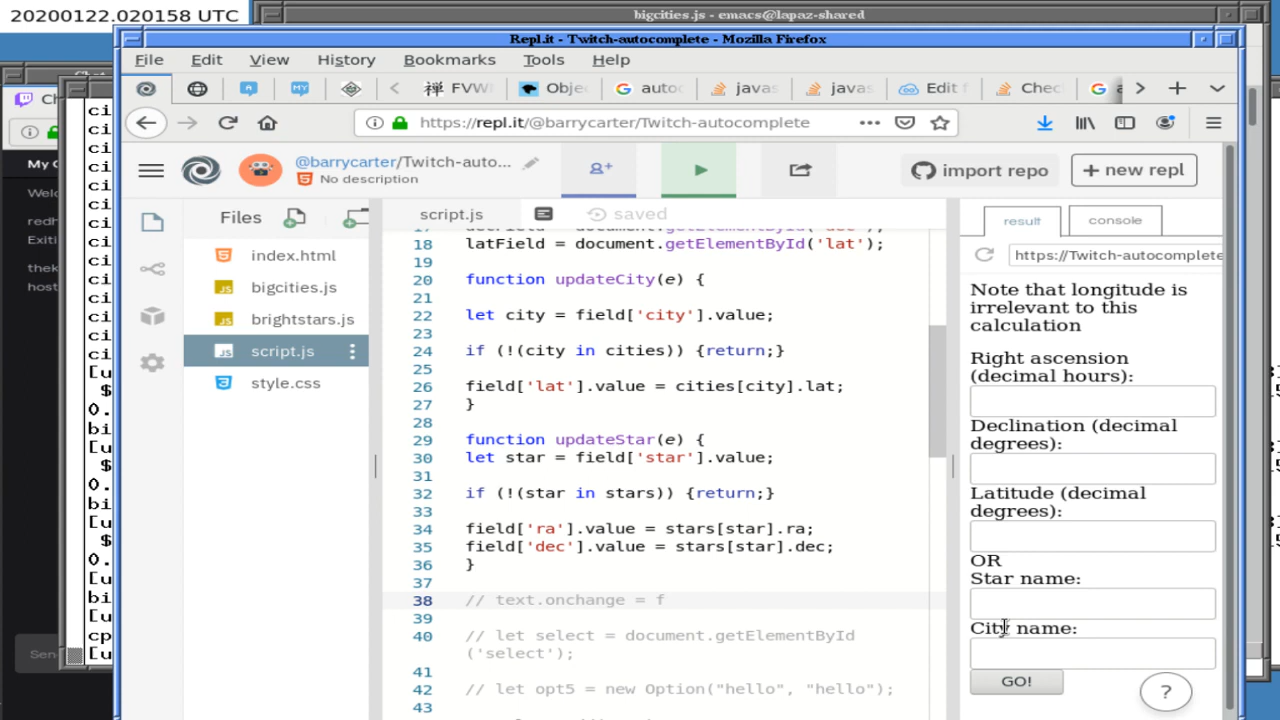 20200122.020158 UTC
bigcities.js - emacs@lapaz-shared
Repl.it - Twitch-autocomplete - Mozilla Firefox
File Edit View History Bookmarks Tools Help
禅 FVW Obje auto javas javas Edit f Chec
https://repl.it/@barrycarter/Twitch-autocomplete
@barrycarter/Twitch-auto...
No description
import repo
+ new repl
Files
index.html
bigcities.js
brightstars.js
script.js
style.css
script.js
saved
18 latField = document.getElementById('lat');
19
20 function updateCity(e) {
21
22 let city = field['city'].value;
23
24 if (!(city in cities)) {return;}
25
26 field['lat'].value = cities[city].lat;
27 }
28
29 function updateStar(e) {
30 let star = field['star'].value;
31
32 if (!(star in stars)) {return;}
33
34 field['ra'].value = stars[star].ra;
35 field['dec'].value = stars[star].dec;
36 }
37
38 // text.onchange = f
39
40 // let select = document.getElementById
('select');
41
42 // let opt5 = new Option("hello", "hello");
43
result console
https://Twitch-autocomplete
Note that longitude is
irrelevant to this
calculation
Right ascension
(decimal hours):
Declination (decimal
degrees):
Latitude (decimal
degrees):
OR
Star name:
City name:
GO!
?